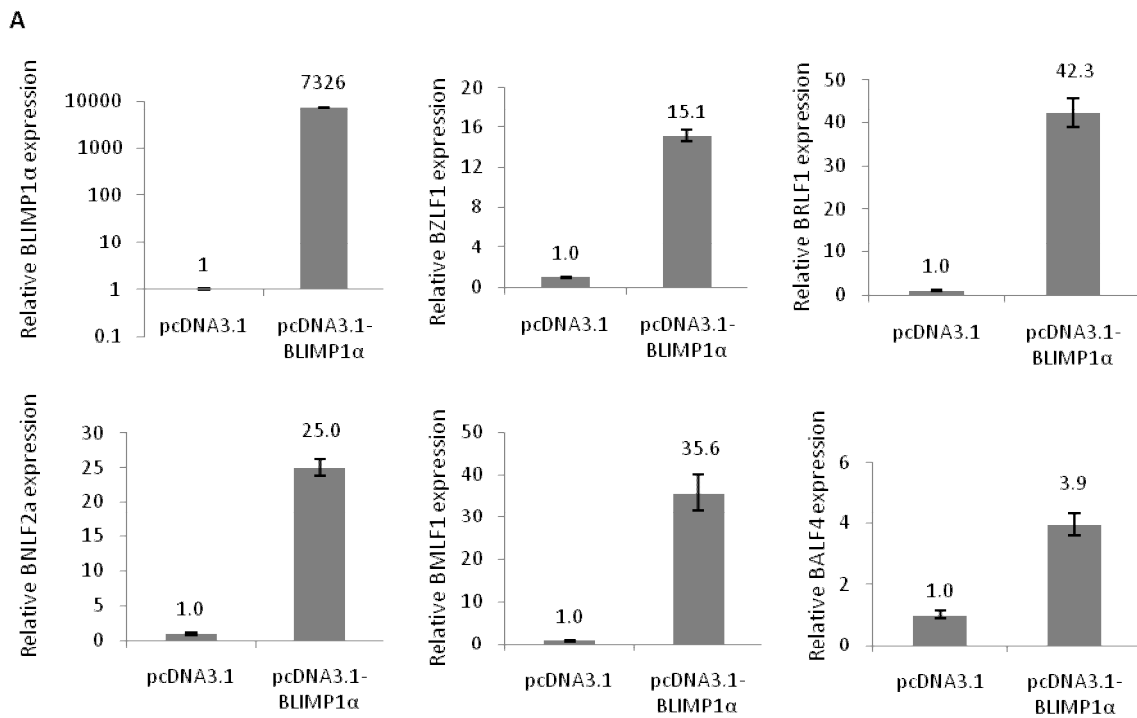 A
Relative BLIMP1α expression
10000
1000
100
10
1
0.1
1
7326
pcDNA3.1
pcDNA3.1-
BLIMP1α
Relative BZLF1 expression
20
16
12
8
4
0
1.0
15.1
pcDNA3.1
pcDNA3.1-
BLIMP1α
Relative BRLF1 expression
50
40
30
20
10
0
1.0
42.3
pcDNA3.1
pcDNA3.1-
BLIMP1α
Relative BNLF2a expression
30
25
20
15
10
5
0
1.0
25.0
pcDNA3.1
pcDNA3.1-
BLIMP1α
Relative BMLF1 expression
50
40
30
20
10
0
1.0
35.6
pcDNA3.1
pcDNA3.1-
BLIMP1α
Relative BALF4 expression
6
4
2
0
1.0
3.9
pcDNA3.1
pcDNA3.1-
BLIMP1α